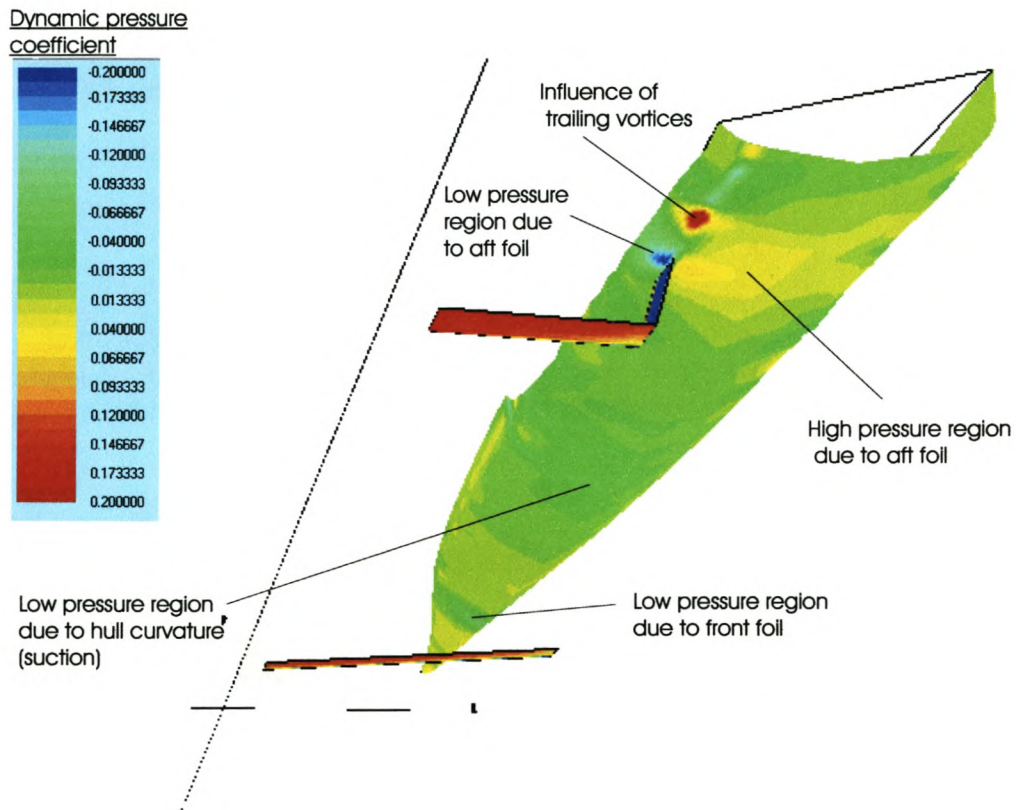 Dynamic pressure
coefficient
-0.200000
-0.173333
-0.146667
-0.120000
-0.093333
-0.066667
-0.040000
-0.013333
0.013333
0.040000
0.066667
0.093333
0.120000
0.146667
0.173333
0.200000
Influence of
trailing vortices
Low pressure
region due
to aft foil
High pressure region
due to aft foil
Low pressure region
due to hull curvature
(suction)
Low pressure region
due to front foil